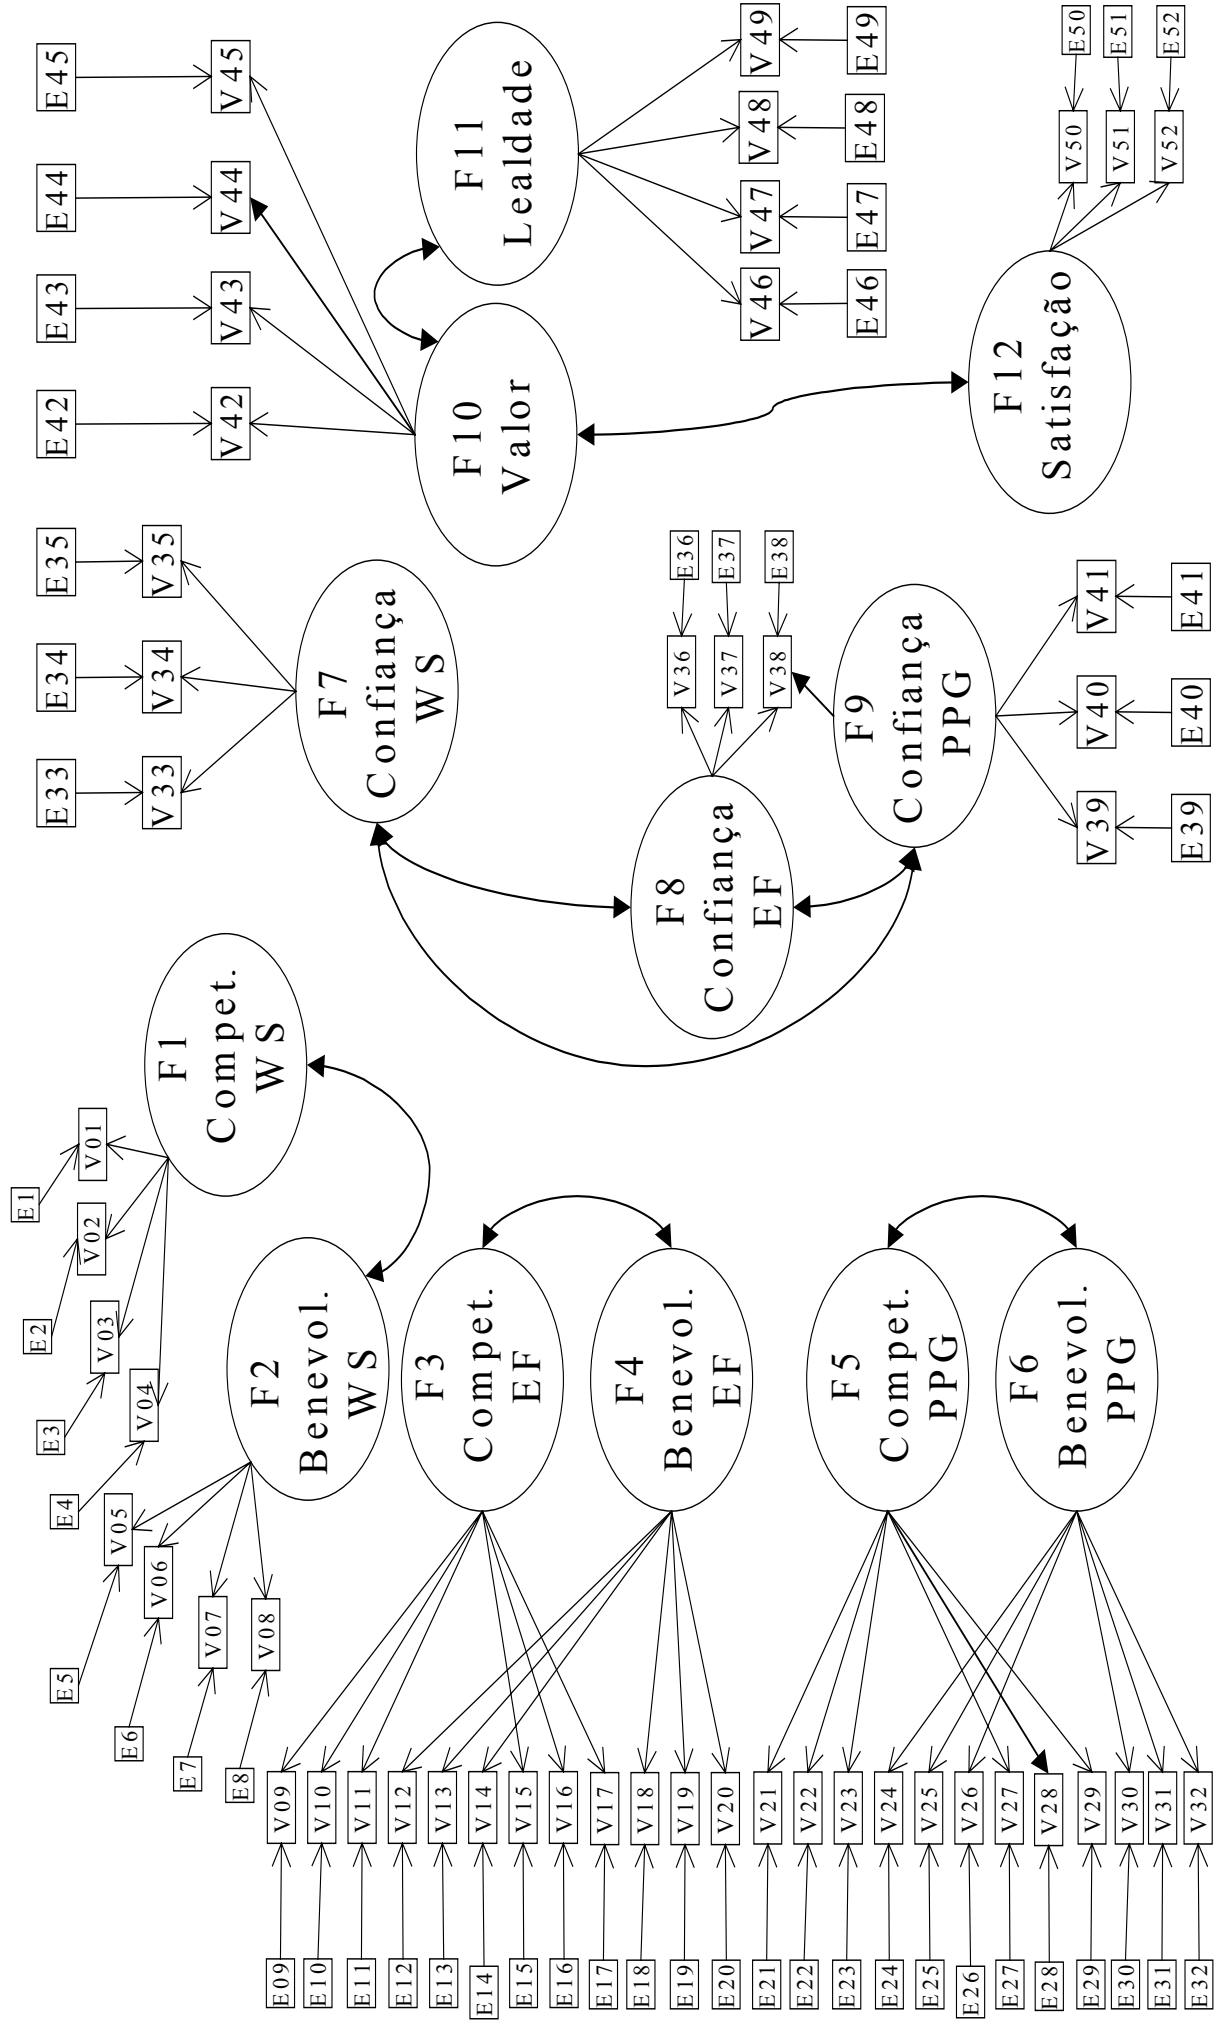 E1
E2
E3
E4
E5
E6
E7
E8
V01
V02
V03
V04
V05
V06
V07
V08
F1
Compet.
WS
F2
Benevol.
WS
E09
E10
E11
E12
E13
E14
E15
E16
E17
E18
E19
E20
V09
V10
V11
V12
V13
V14
V15
V16
V17
V18
V19
V20
F3
Compet.
EF
F4
Benevol.
EF
E21
E22
E23
E24
E25
E26
E27
E28
E29
E30
E31
E32
V21
V22
V23
V24
V25
V26
V27
V28
V29
V30
V31
V32
F5
Compet.
PPG
F6
Benevol.
PPG
E33
E34
E35
V33
V34
V35
F7
Confiança
WS
F8
Confiança
EF
V36
V37
V38
E36
E37
E38
F9
Confiança
PPG
V39
V40
V41
E39
E40
E41
E42
E43
E44
E45
V42
V43
V44
V45
F10
Valor
F11
Lealdade
V46
V47
V48
V49
E46
E47
E48
E49
F12
Satisfação
V50
V51
V52
E50
E51
E52